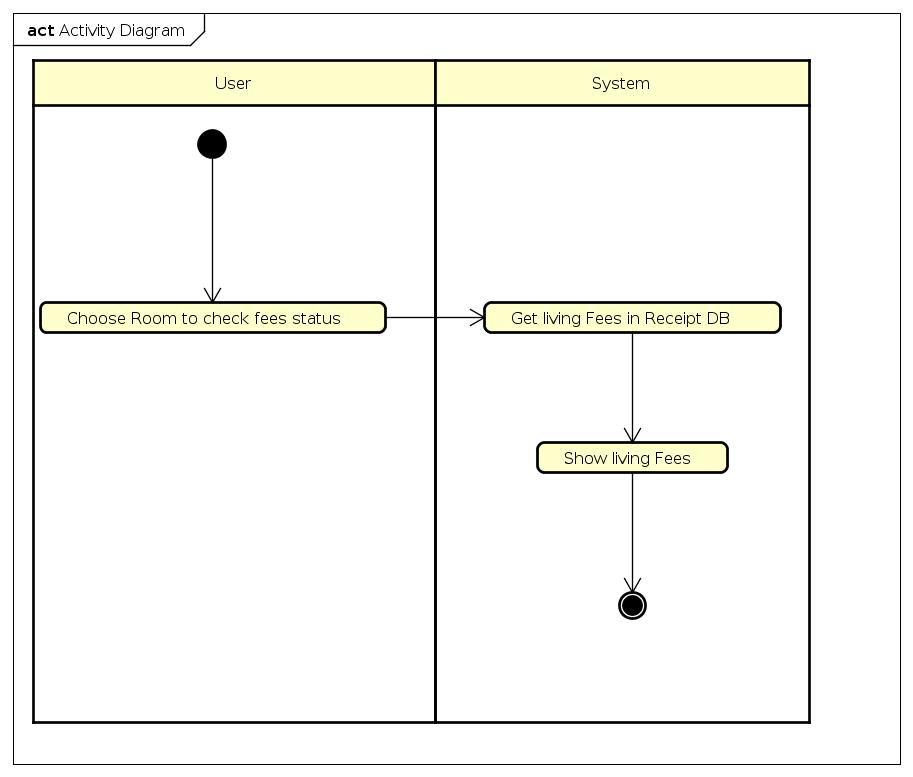 act Activity Diagram
User
System
Choose Room to check fees status
Get living Fees in Receipt DB
Show living Fees